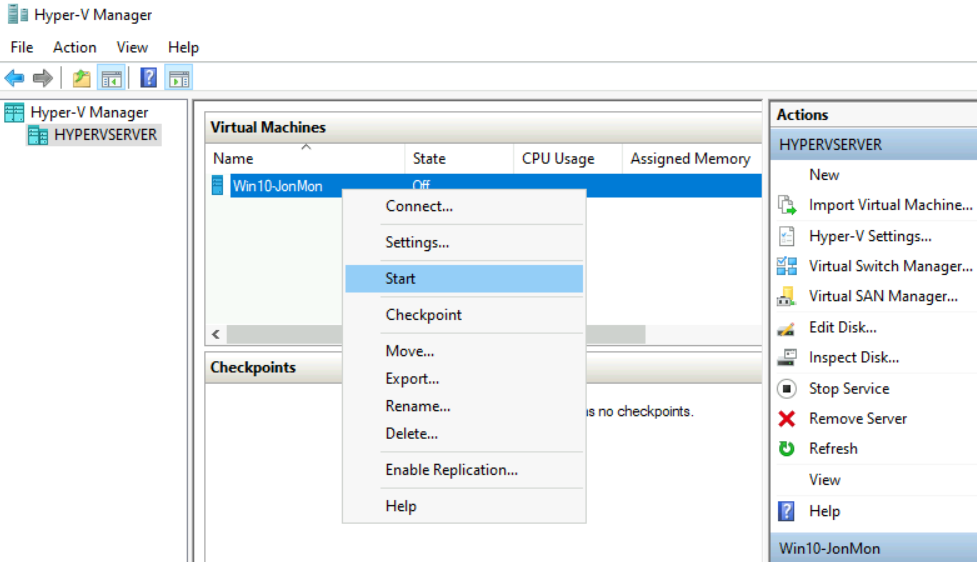 Hyper-V Manager
File Action View Help
Hyper-V Manager
HYPERVSERVER
Virtual Machines
Name State CPU Usage Assigned Memory
Win10-JonMon Off
Connect...
Settings...
Start
Checkpoint
Move...
Export...
Rename...
Delete...
Enable Replication...
Help
Checkpoints
no checkpoints.
Actions
HYPERVSERVER
New
Import Virtual Machine...
Hyper-V Settings...
Virtual Switch Manager...
Virtual SAN Manager...
Edit Disk...
Inspect Disk...
Stop Service
Remove Server
Refresh
View
Help
Win10-JonMon